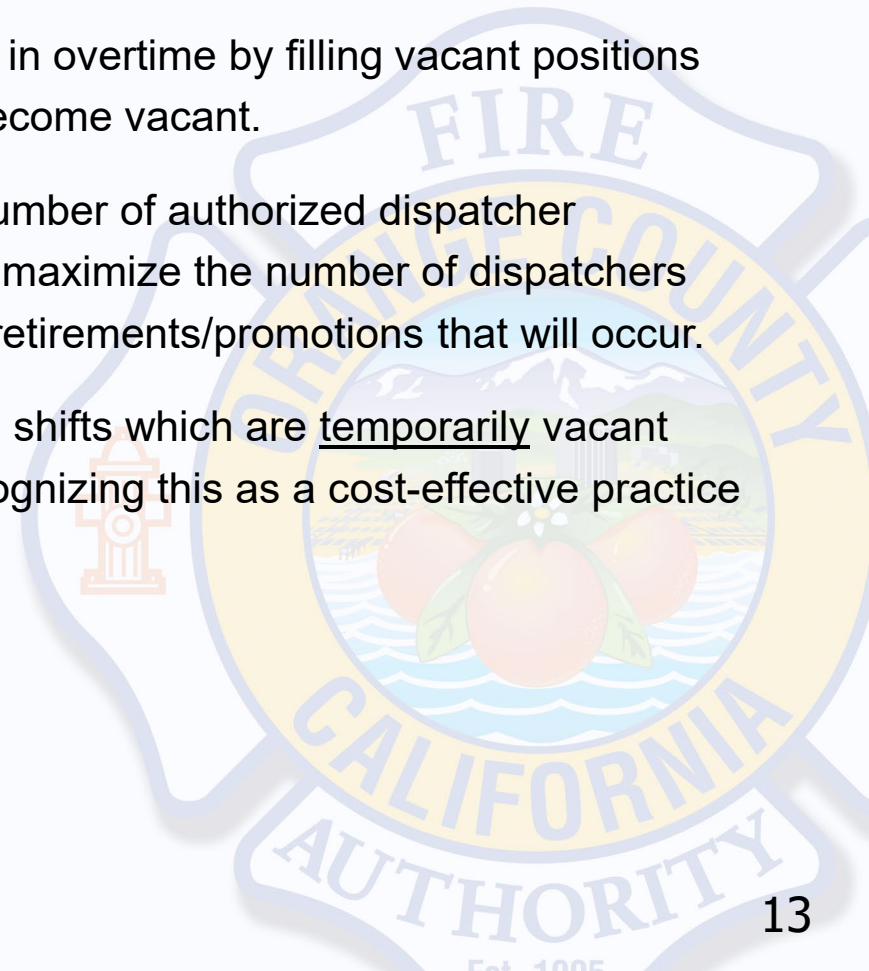 in overtime by filling vacant positions
ecome vacant.
umber of authorized dispatcher
maximize the number of dispatchers
retirements/promotions that will occur.
shifts which are temporarily vacant
ognizing this as a cost-effective practice
FIRE
ORANGE COUNTY
CALIFORNIA
AUTHORITY
13
Est. 1995